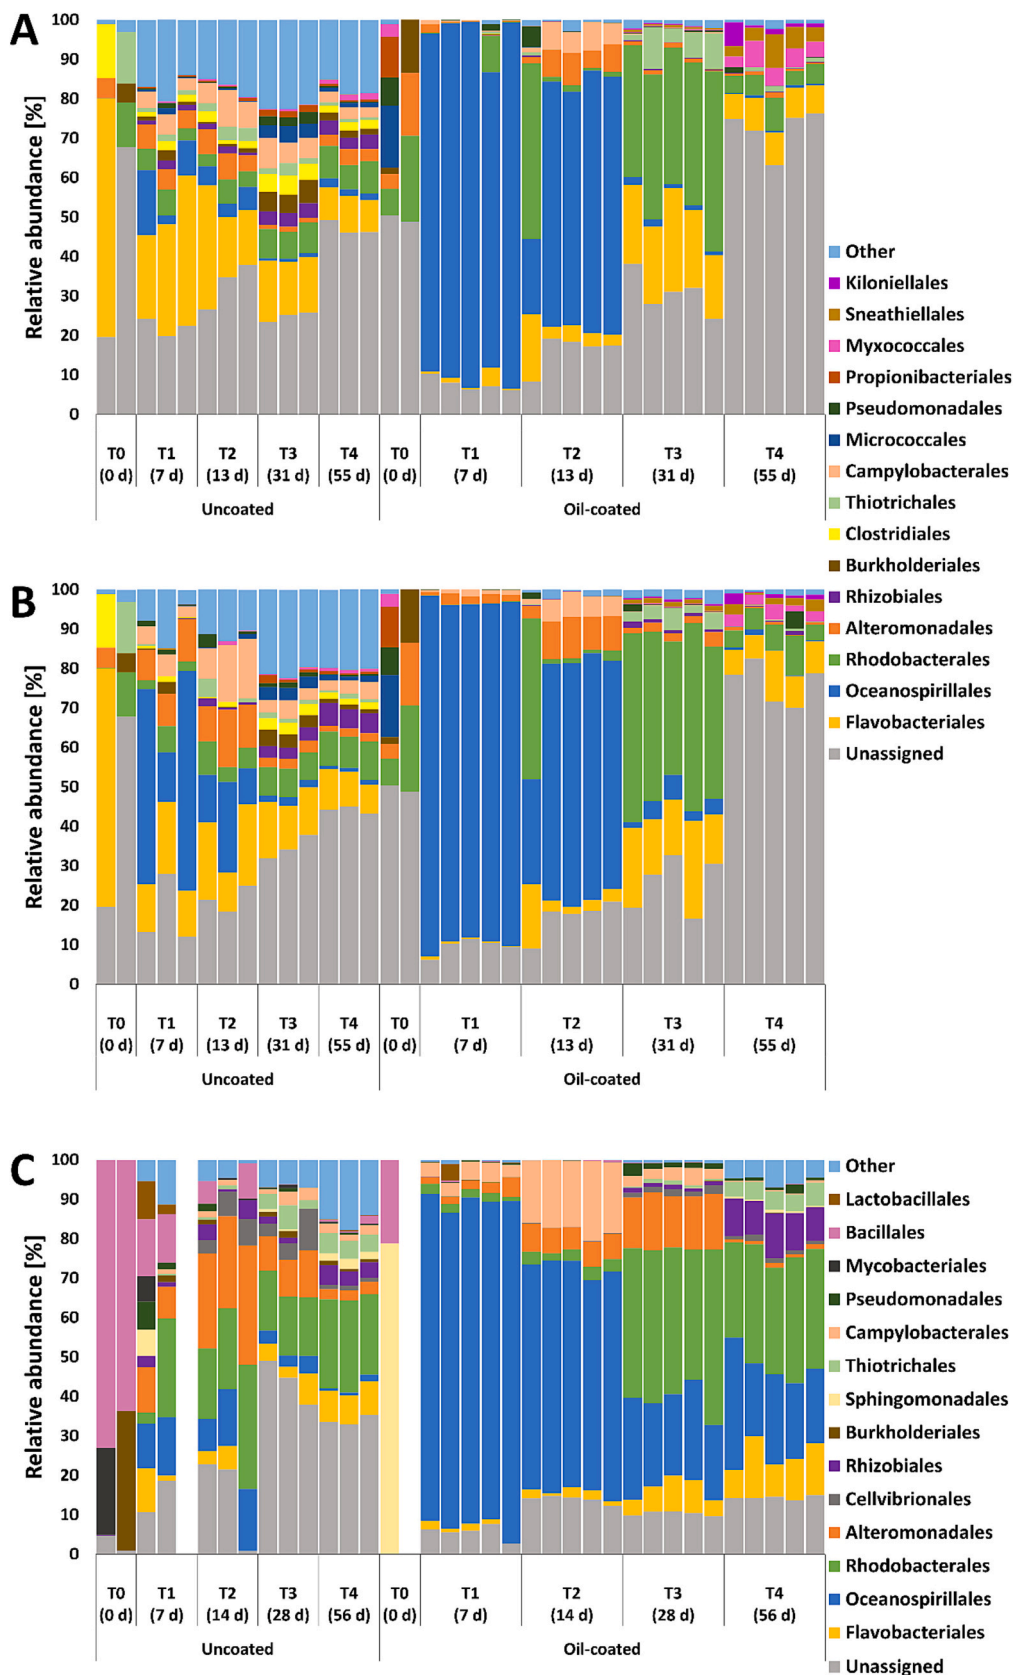 A
Relative abundance [%]
100
90
80
70
60
50
40
30
20
10
0
T0 T1 T2 T3 T4 T0 T1 T2 T3 T4
(0 d) (7 d) (13 d) (31 d) (55 d) (0 d) (7 d) (13 d) (31 d) (55 d)
Uncoated Oil-coated
Other
Kiloniellales
Sneathiellales
Myxococcales
Propionibacteriales
Pseudomonadales
Micrococcales
Campylobacterales
Thiotrichales
Clostridiales
Burkholderiales
Rhizobiales
Alteromonadales
Rhodobacterales
Oceanospirillales
Flavobacteriales
Unassigned
B
Relative abundance [%]
100
90
80
70
60
50
40
30
20
10
0
T0 T1 T2 T3 T4 T0 T1 T2 T3 T4
(0 d) (7 d) (13 d) (31 d) (55 d) (0 d) (7 d) (13 d) (31 d) (55 d)
Uncoated Oil-coated
C
Relative abundance [%]
100
90
80
70
60
50
40
30
20
10
0
T0 T1 T2 T3 T4 T0 T1 T2 T3 T4
(0 d) (7 d) (14 d) (28 d) (56 d) (0 d) (7 d) (14 d) (28 d) (56 d)
Uncoated Oil-coated
Other
Lactobacillales
Bacillales
Mycobacteriales
Pseudomonadales
Campylobacterales
Thiotrichales
Sphingomonadales
Burkholderiales
Rhizobiales
Cellvibrionales
Alteromonadales
Rhodobacterales
Oceanospirillales
Flavobacteriales
Unassigned